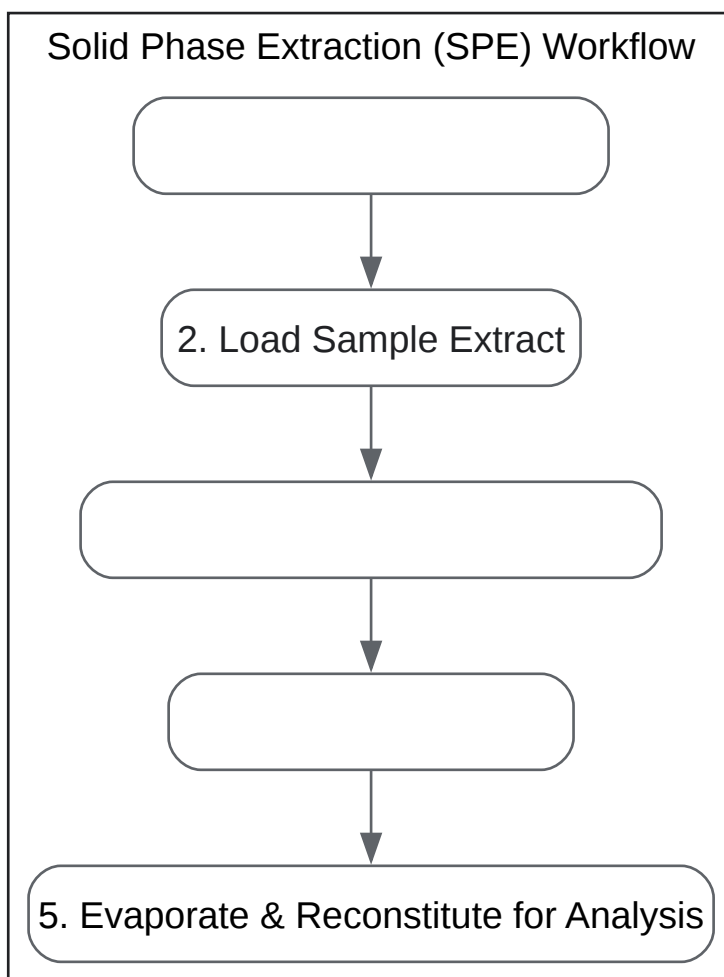 Solid Phase Extraction (SPE) Workflow
2. Load Sample Extract
5. Evaporate & Reconstitute for Analysis